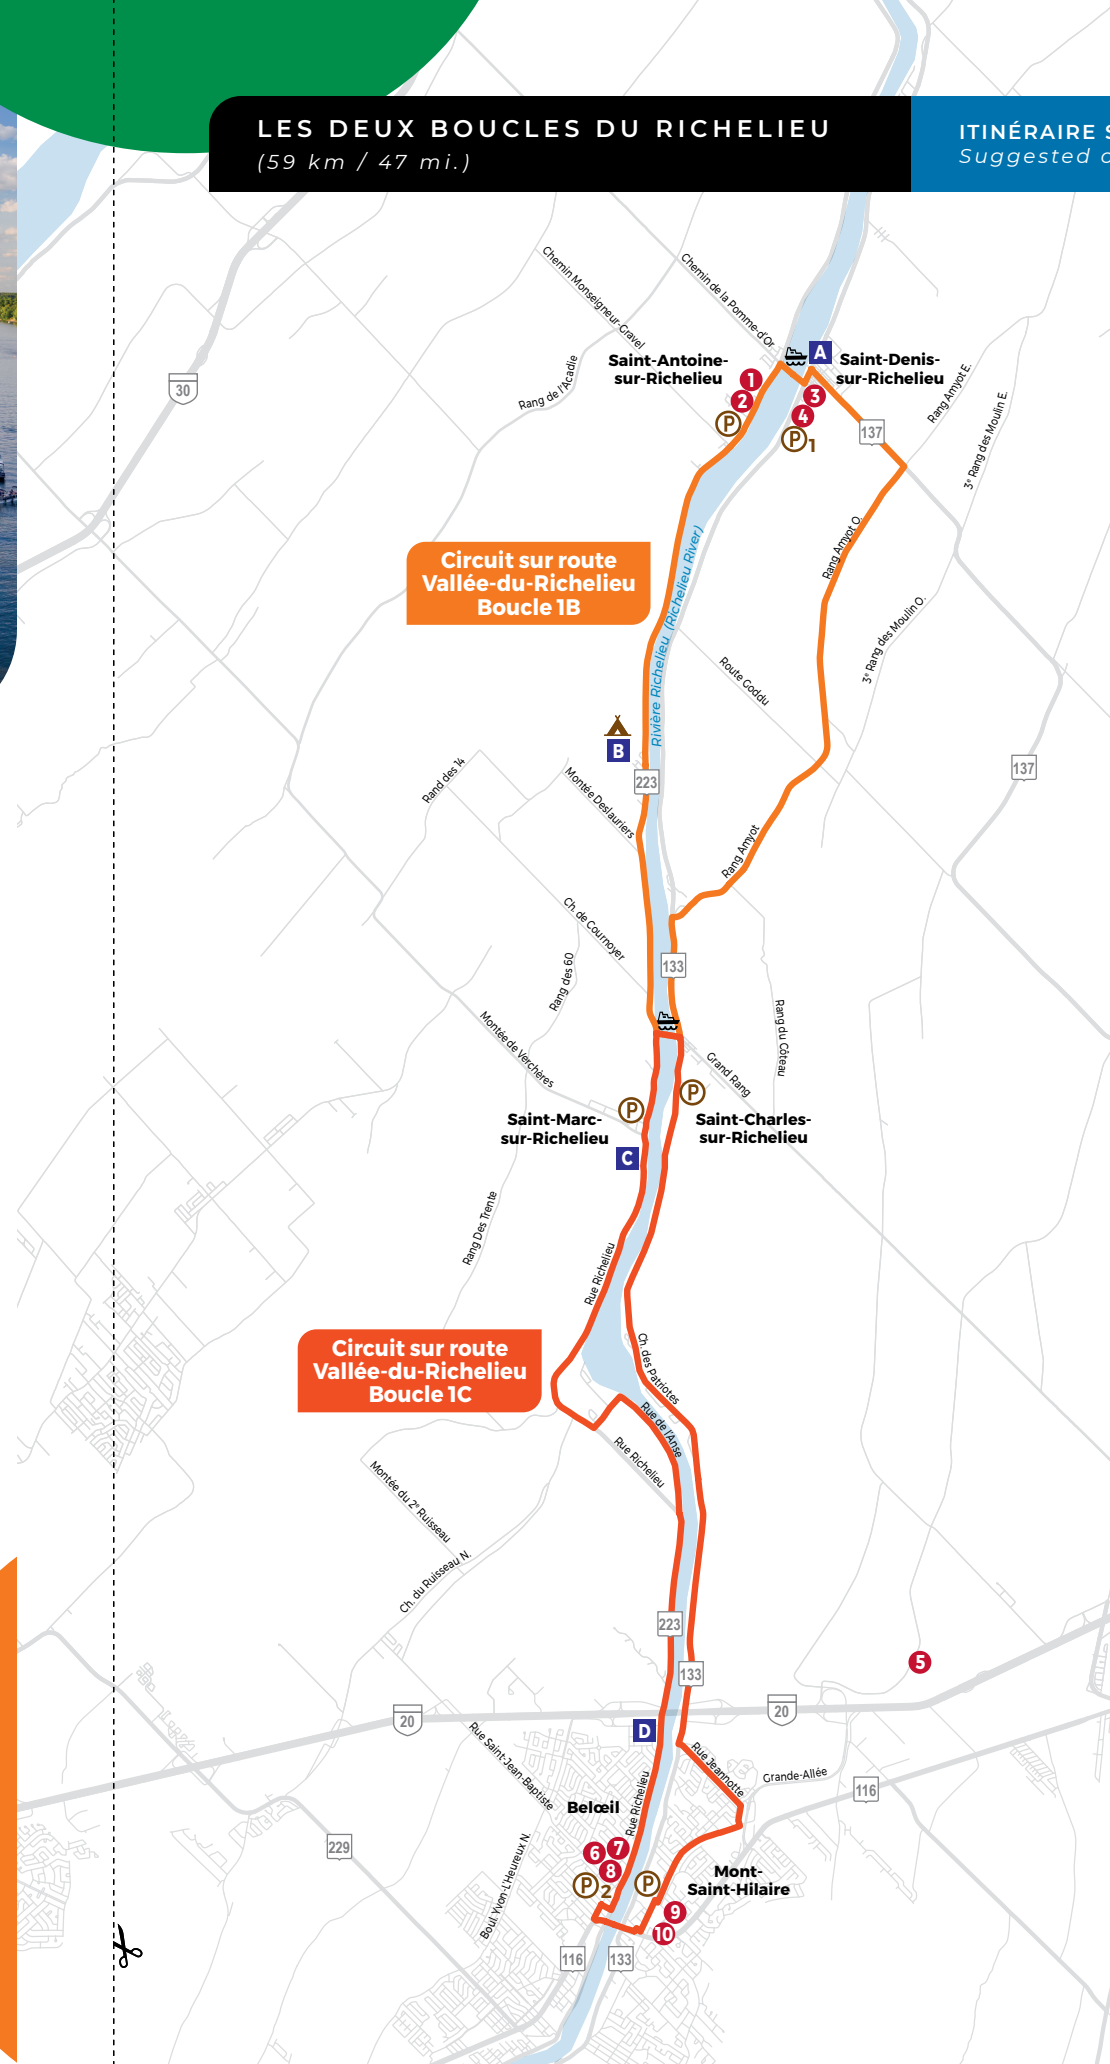 LES DEUX BOUCLES DU RICHELIEU
(59 km / 47 mi.)
ITINÉRAIRE
Suggested
Chemin Monseigneur-Gravel
Chemin de la Pomme-d'Or
A
Saint-Antoine-
sur-Richelieu
Saint-Denis-
sur-Richelieu
1
2
3
4
P
P1
30
Rang de l'Acadie
137
Rang Amyot E.
3e Rang des Moulin E.
Rang Amyot O.
Circuit sur route
Vallée-du-Richelieu
Boucle 1B
Rivière Richelieu (Richelieu River)
3e Rang des Moulin O.
Route Goddu
B
223
137
Rand des 14
Montée Deslauriers
Rang Amyot
Ch. de Cournoyer
133
Rang des 60
Rang du Côteau
Montée de Verchères
Grand Rang
P
P
Saint-Marc-
sur-Richelieu
Saint-Charles-
sur-Richelieu
C
Rang Des Trente
Rue Richelieu
Circuit sur route
Vallée-du-Richelieu
Boucle 1C
Ch. des Patriotes
Rue de l'Anse
Rue Richelieu
Montée du 2e Ruisseau
Ch. du Ruisseau N.
223
133
5
20
20
D
Rue Saint-Jean-Baptiste
Rue Jeannotte
Grande-Allée
116
Rue Richelieu
Belœil
229
6
7
8
P2
P
Boul. Yvon-L'Heureux N.
Mont-
Saint-Hilaire
9
10
116
133